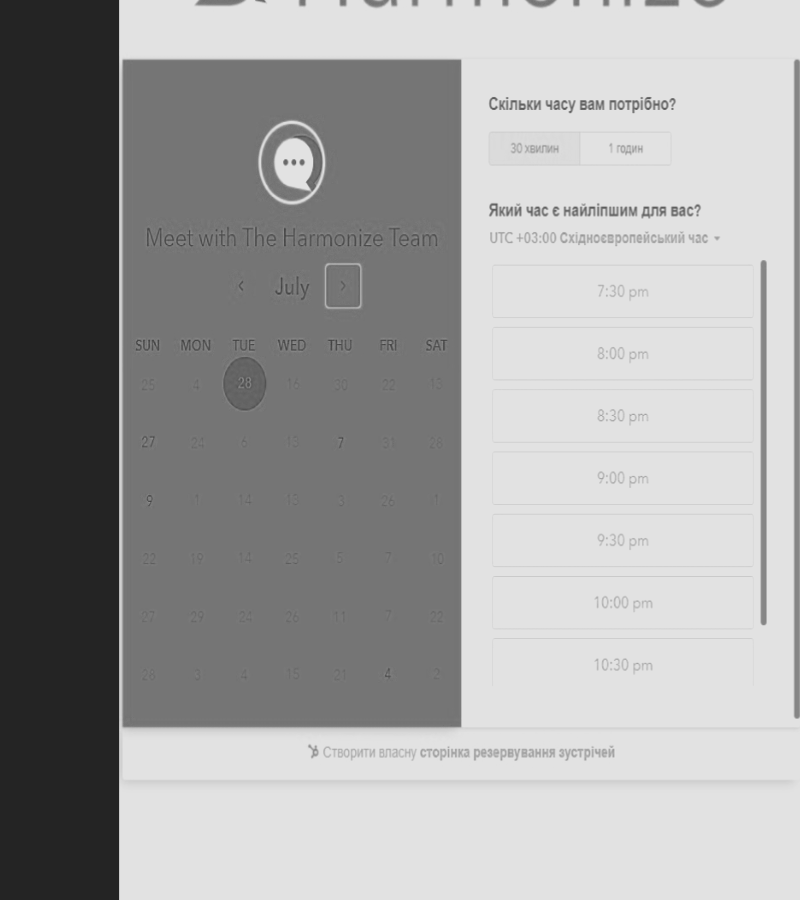 Harmonize
Meet with The Harmonize Team
July
SUN MON TUE WED THU FRI SAT
25 4 28 16 30 22 13
27 24 6 13 7 31 28
9 1 14 13 3 26 1
22 19 14 25 5 7 10
27 29 24 26 11 7 22
28 3 4 15 21 4 2
Скільки часу вам потрібно?
30 хвилин 1 годин
Який час є найліпшим для вас?
UTC +03:00 Східноєвропейський час
7:30 pm
8:00 pm
8:30 pm
9:00 pm
9:30 pm
10:00 pm
10:30 pm
Створити власну сторінка резервування зустрічей